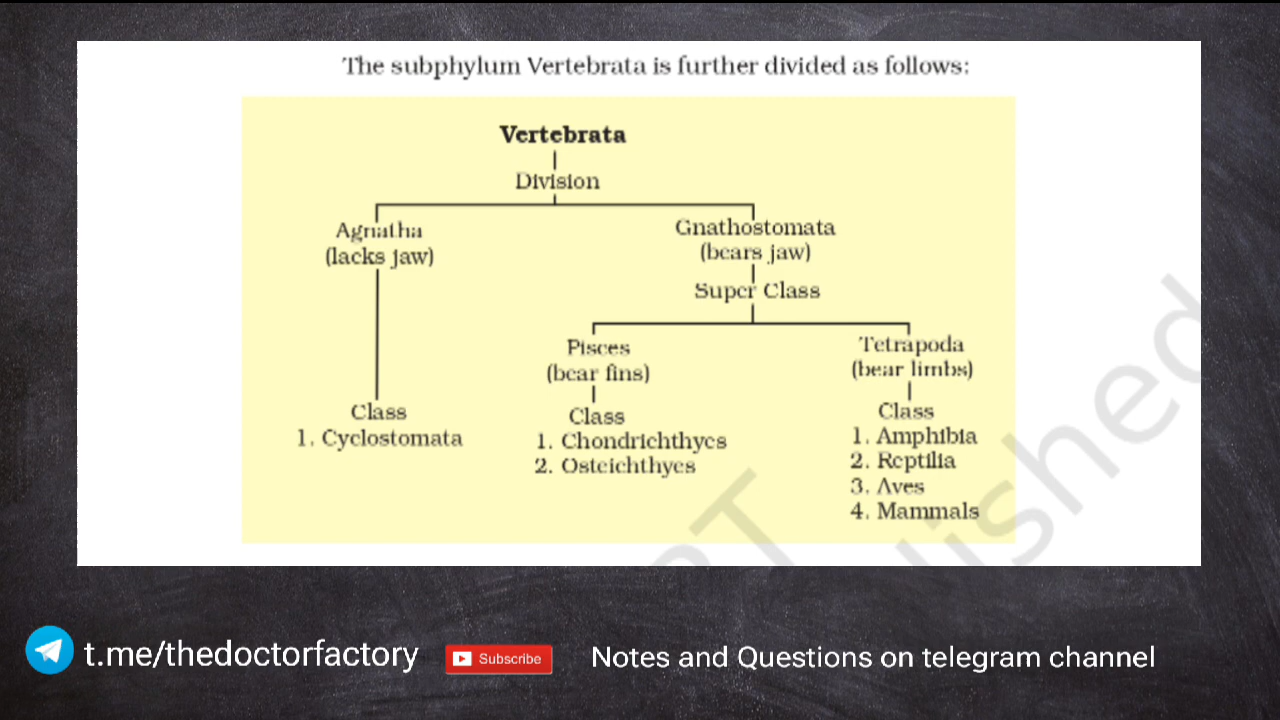 The subphylum Vertebrata is further divided as follows:
Vertebrata
Division
Agnatha
(lacks jaw)
Gnathostomata
(bears jaw)
Super Class
Pisces
(bear fins)
Tetrapoda
(bear limbs)
Class
1. Cyclostomata
Class
1. Chondrichthyes
2. Osteichthyes
Class
1. Amphibia
2. Reptilia
3. Aves
4. Mammals
t.me/thedoctorfactory
Subscribe
Notes and Questions on telegram channel